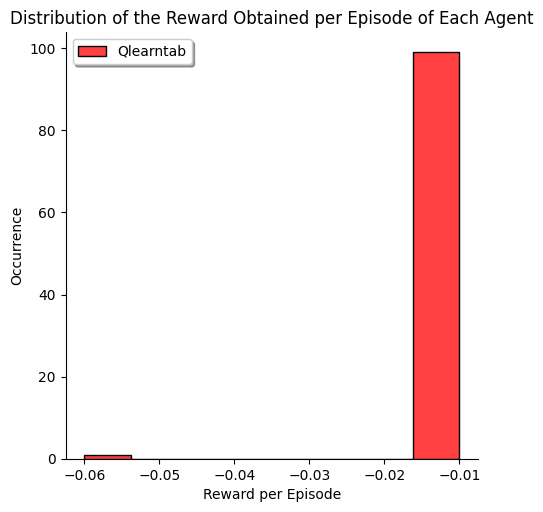 Distribution of the Reward Obtained per Episode of Each Agent
Qlearntab
100
80
60
40
20
0
Occurrence
−0.06 −0.05 −0.04 −0.03 −0.02 −0.01
Reward per Episode